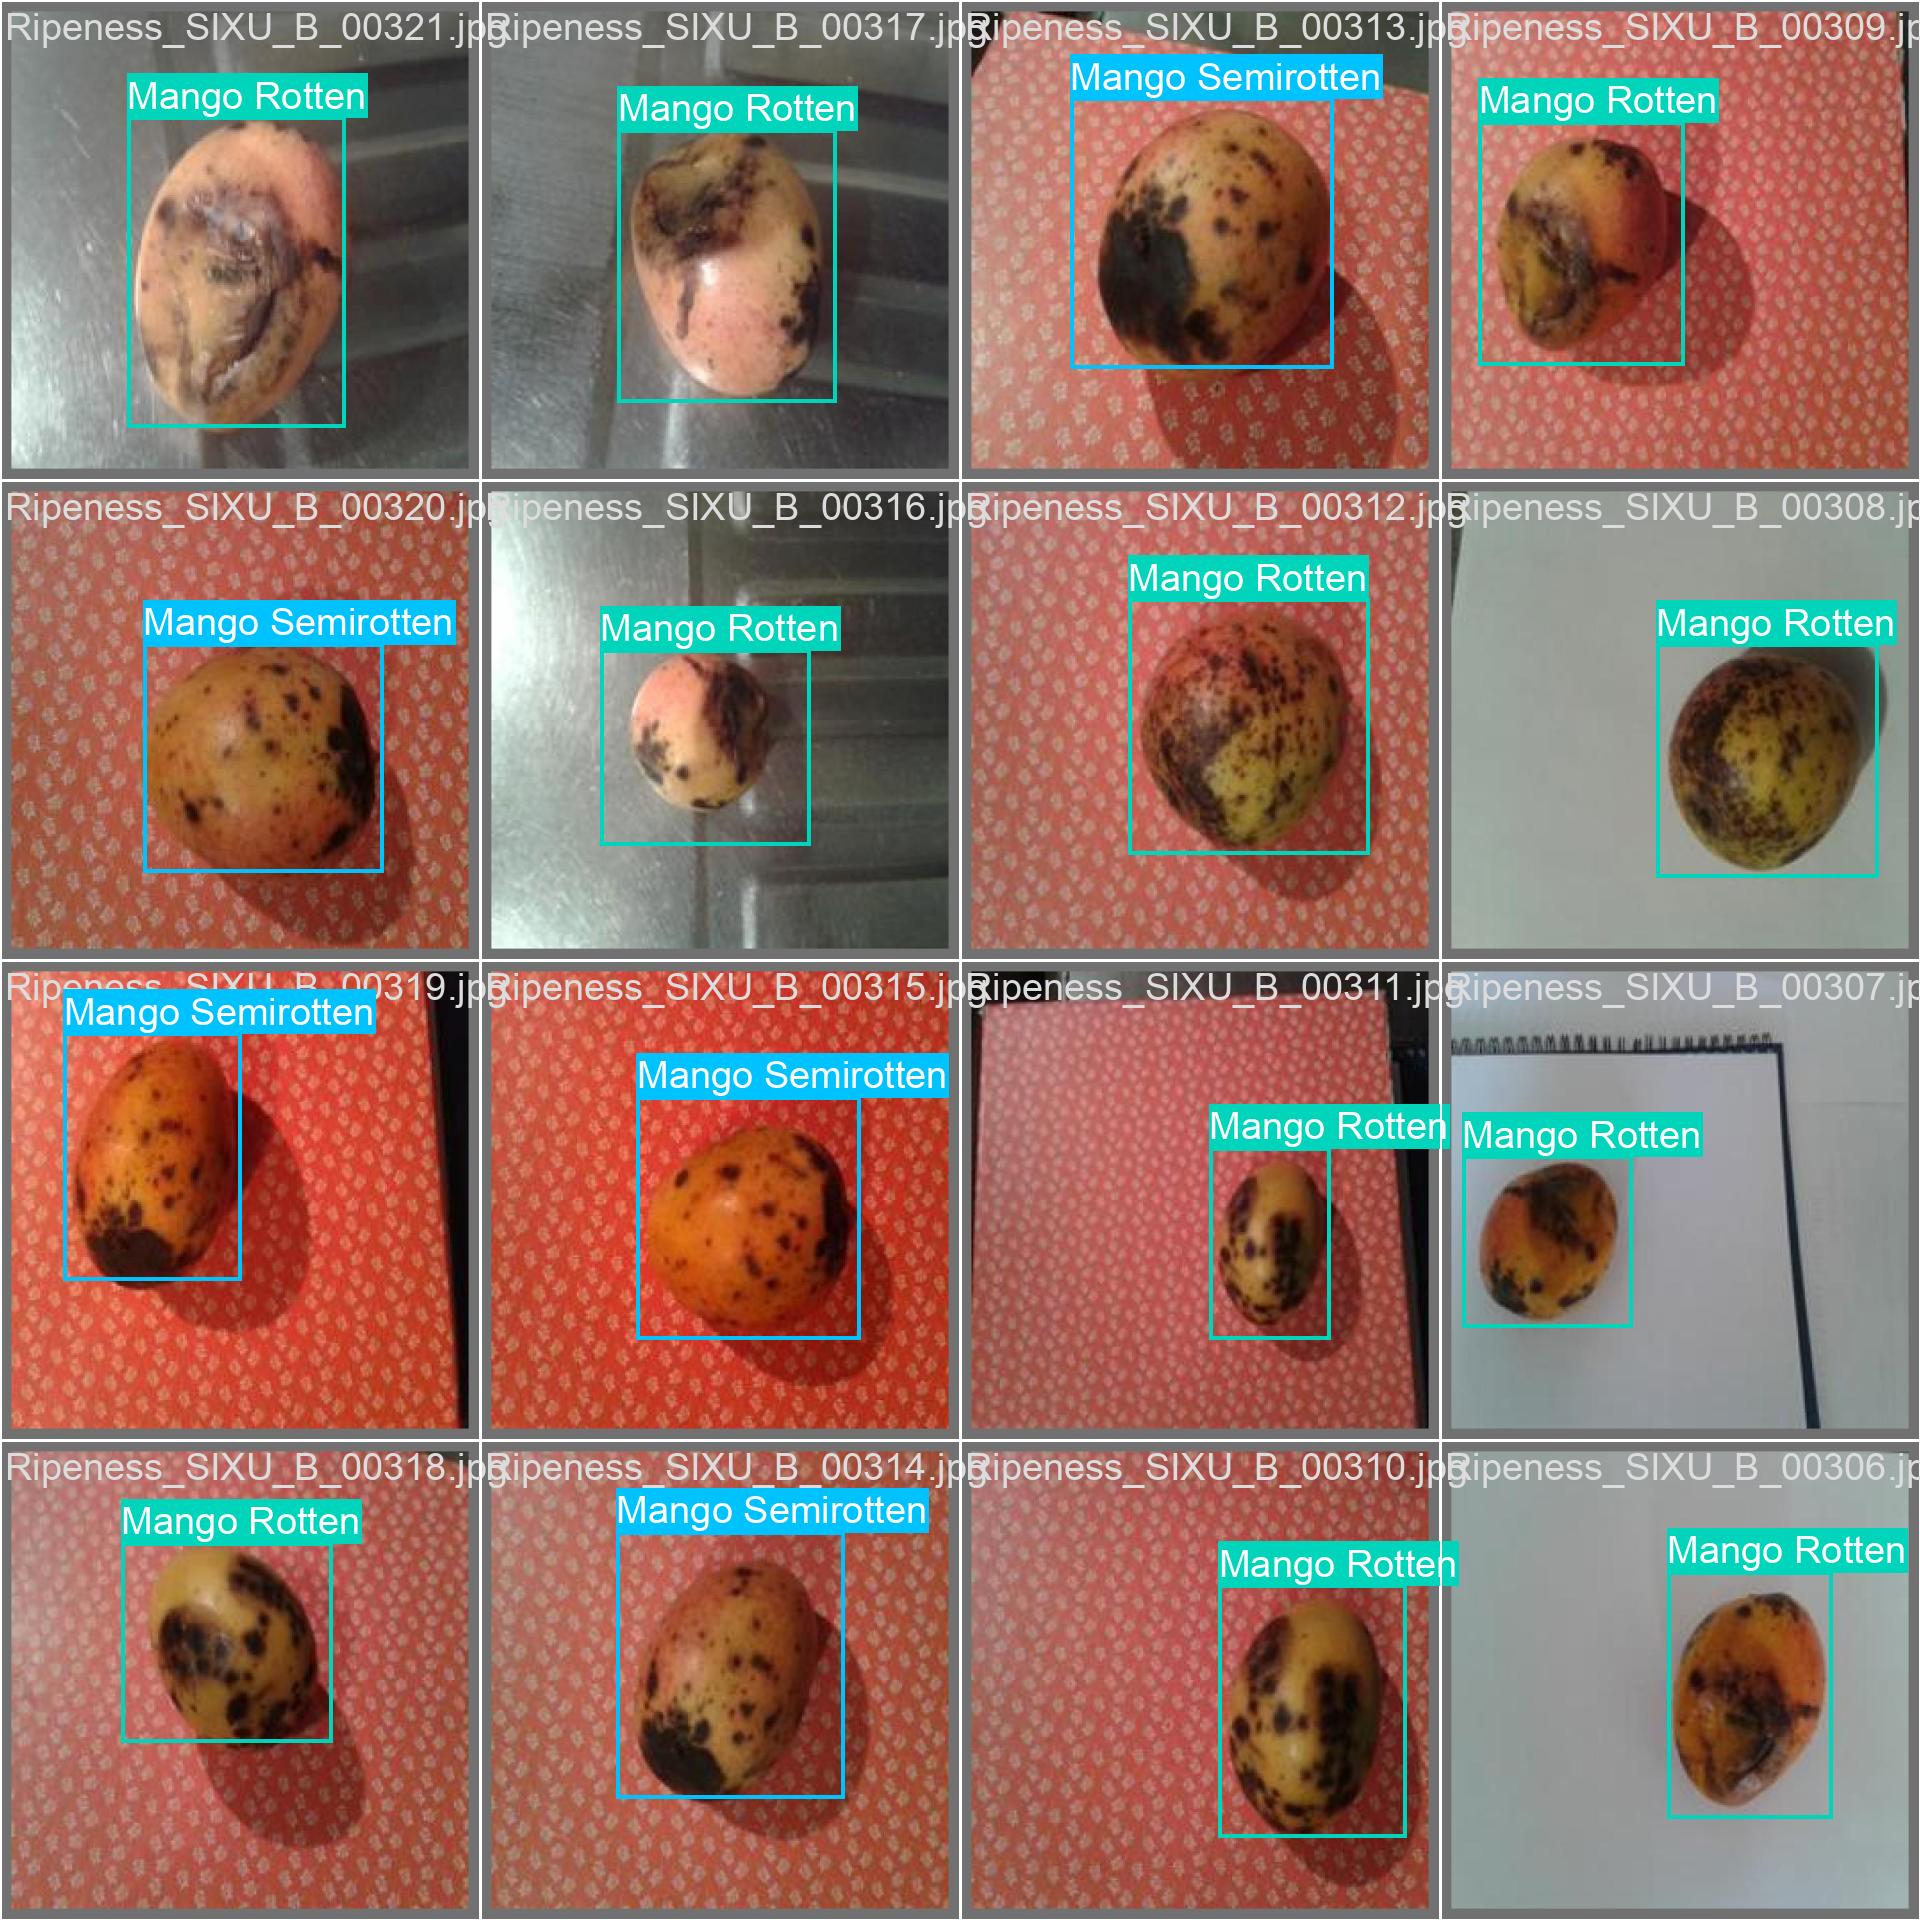 Ripeness_SIXU_B_00321.jpg
Mango Rotten
Ripeness_SIXU_B_00317.jpg
Mango Rotten
Ripeness_SIXU_B_00313.jpg
Mango Semirotten
Ripeness_SIXU_B_00309.jp
Mango Rotten
Ripeness_SIXU_B_00320.jpg
Mango Semirotten
Ripeness_SIXU_B_00316.jpg
Mango Rotten
Ripeness_SIXU_B_00312.jpg
Mango Rotten
Ripeness_SIXU_B_00308.jp
Mango Rotten
Ripeness_SIXU_B_00319.jpg
Mango Semirotten
Ripeness_SIXU_B_00315.jpg
Mango Semirotten
Ripeness_SIXU_B_00311.jpg
Mango Rotten
Ripeness_SIXU_B_00307.jp
Mango Rotten
Ripeness_SIXU_B_00318.jpg
Mango Rotten
Ripeness_SIXU_B_00314.jpg
Mango Semirotten
Ripeness_SIXU_B_00310.jpg
Mango Rotten
Ripeness_SIXU_B_00306.jp
Mango Rotten